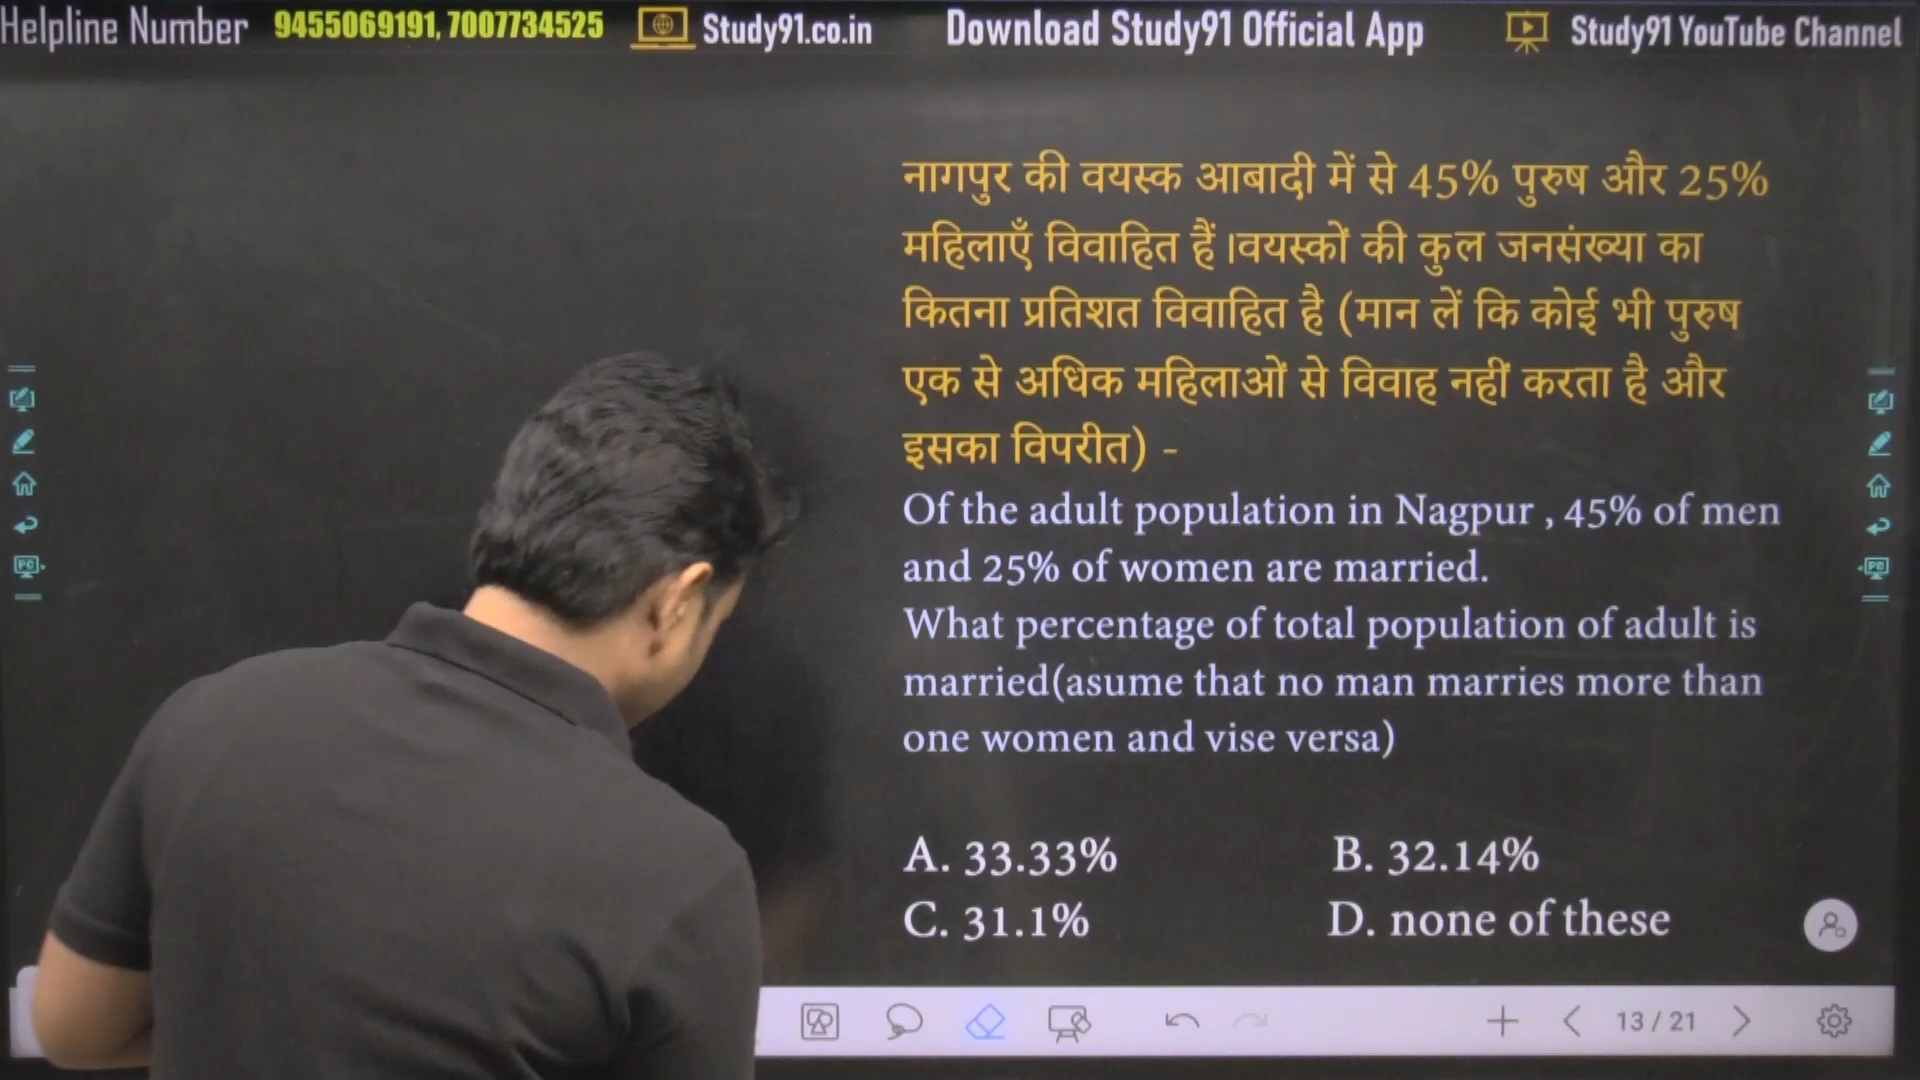 Helpline Number 9455069191, 7007734525 Study91.co.in Download Study91 Official App Study91 YouTube Channel
नागपुर की वयस्क आबादी में से 45% पुरुष और 25%
महिलाएँ विवाहित हैं।वयस्कों की कुल जनसंख्या का
कितना प्रतिशत विवाहित है (मान लें कि कोई भी पुरुष
एक से अधिक महिलाओं से विवाह नहीं करता है और
इसका विपरीत) -
Of the adult population in Nagpur , 45% of men
and 25% of women are married.
What percentage of total population of adult is
married(asume that no man marries more than
one women and vise versa)
A. 33.33% B. 32.14%
C. 31.1% D. none of these
PC PC
13 / 21